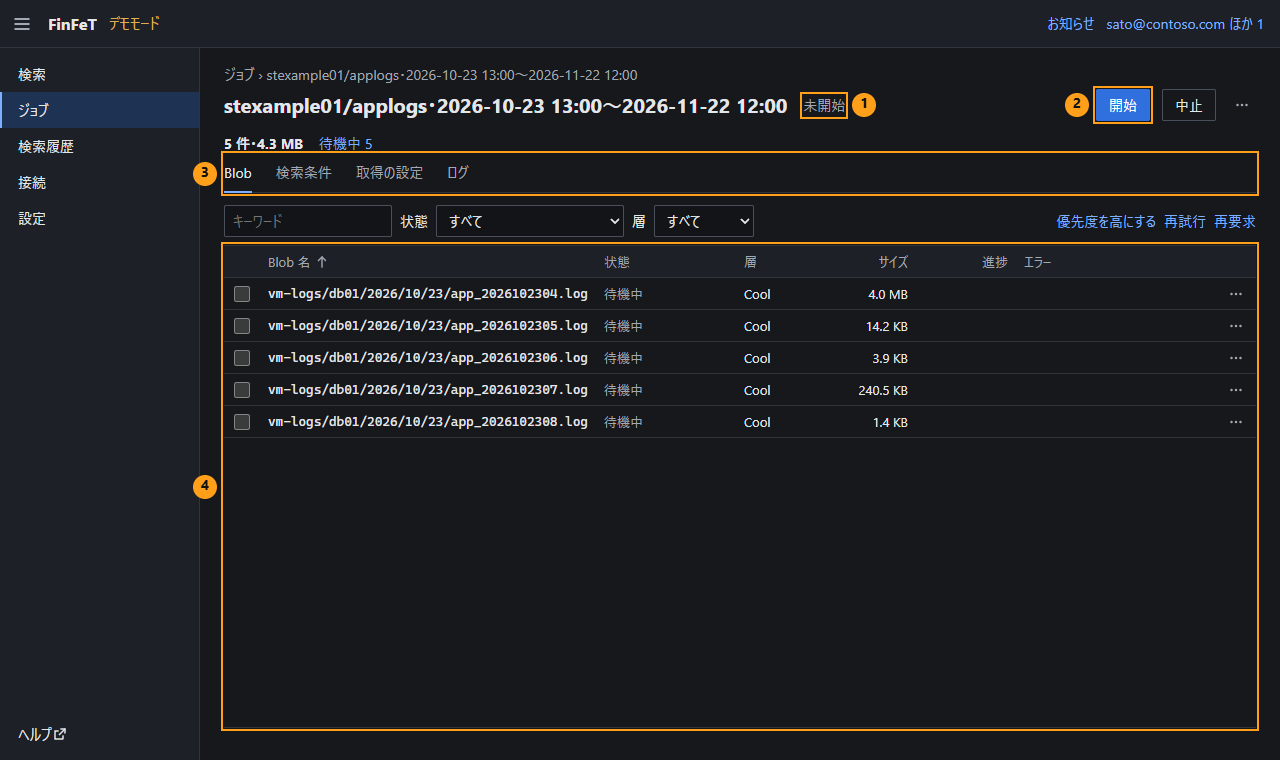 FinFeT デモモード
お知らせ sato@contoso.com ほか 1
検索
ジョブ
検索履歴
接続
設定
ヘルプ
ジョブ › stexample01/applogs・2026-10-23 13:00～2026-11-22 12:00
stexample01/applogs・2026-10-23 13:00～2026-11-22 12:00 未開始 1
2 開始 中止 …
5 件・4.3 MB 待機中 5
3 Blob 検索条件 取得の設定 ログ
キーワード 状態 すべて 層 すべて 優先度を高にする 再試行 再要求
4
Blob 名 ↑ 状態 層 サイズ 進捗 エラー
vm-logs/db01/2026/10/23/app_2026102304.log 待機中 Cool 4.0 MB …
vm-logs/db01/2026/10/23/app_2026102305.log 待機中 Cool 14.2 KB …
vm-logs/db01/2026/10/23/app_2026102306.log 待機中 Cool 3.9 KB …
vm-logs/db01/2026/10/23/app_2026102307.log 待機中 Cool 240.5 KB …
vm-logs/db01/2026/10/23/app_2026102308.log 待機中 Cool 1.4 KB …